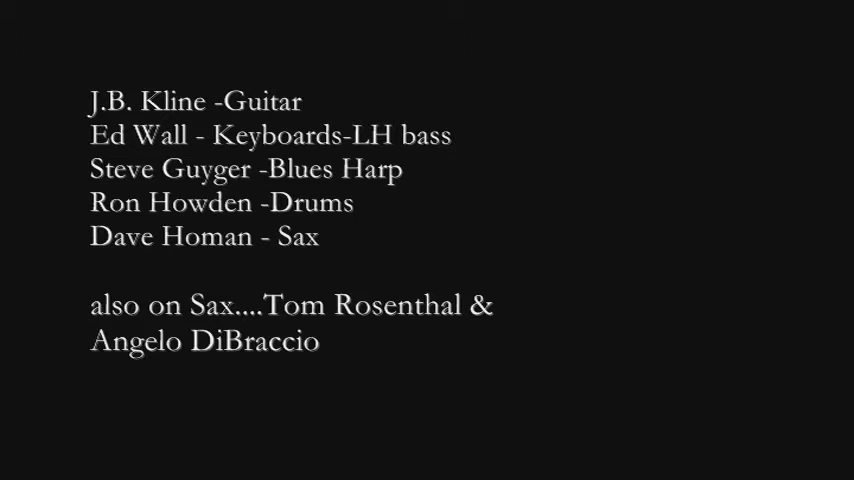 J.B. Kline -Guitar
Ed Wall - Keyboards-LH bass
Steve Guyger -Blues Harp
Ron Howden -Drums
Dave Homan - Sax
also on Sax....Tom Rosenthal &
Angelo DiBraccio